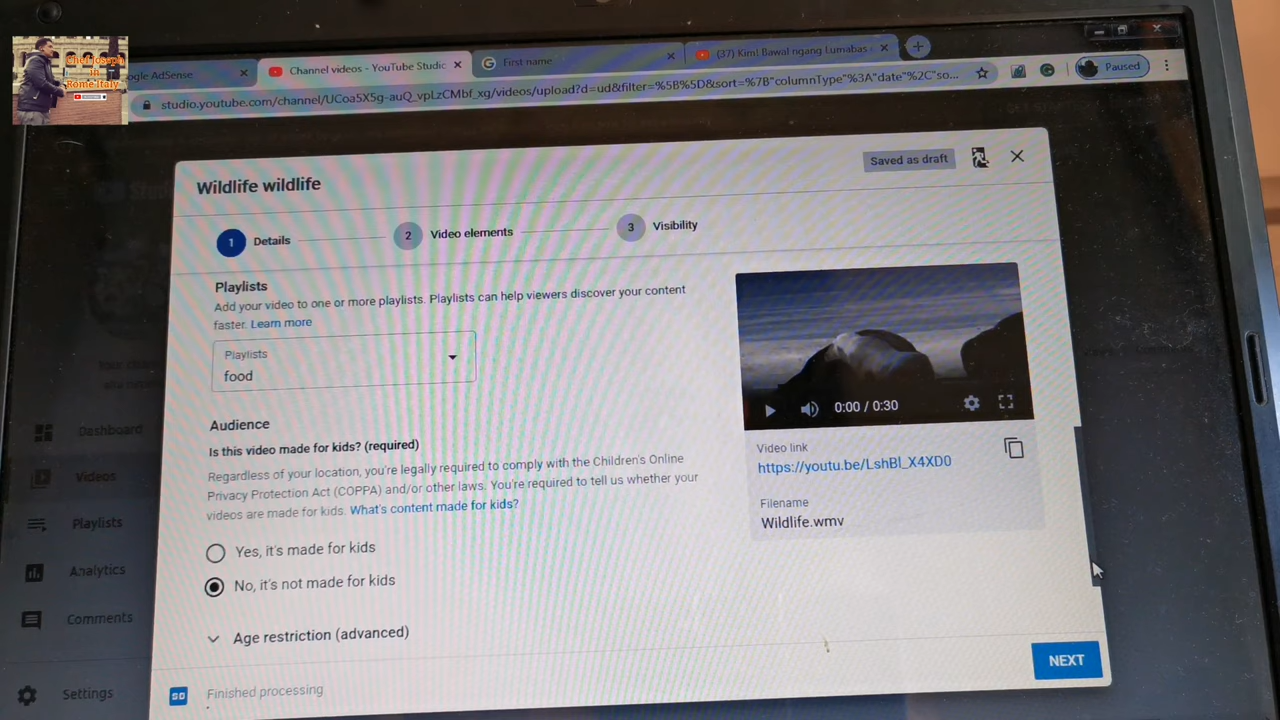 Chef Joseph
in
Rome Italy
gle AdSense
Channel videos - YouTube Studio
First name
(37) Kim! Bawal ngang Lumabas
studio.youtube.com/channel/UCoa5X5g-auQ_vpLzCMbf_xg/videos/upload?d=ud&filter=%5B%5D&sort=%7B"columnType"%3A"date"%2C"so...
Paused
Wildlife wildlife
Saved as draft
1 Details
2 Video elements
3 Visibility
Playlists
Add your video to one or more playlists. Playlists can help viewers discover your content
faster. Learn more
Playlists
food
Audience
Is this video made for kids? (required)
Regardless of your location, you're legally required to comply with the Children's Online
Privacy Protection Act (COPPA) and/or other laws. You're required to tell us whether your
videos are made for kids. What's content made for kids?
Yes, it's made for kids
No, it's not made for kids
Age restriction (advanced)
SD Finished processing
0:00 / 0:30
Video link
https://youtu.be/LshBl_X4XD0
Filename
Wildlife.wmv
NEXT
Dashboard
Videos
Playlists
Analytics
Comments
Settings